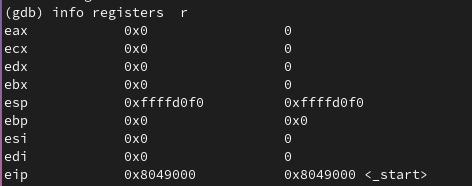 (gdb) info registers  r
eax            0x0                 0
ecx            0x0                 0
edx            0x0                 0
ebx            0x0                 0
esp            0xffffd0f0          0xffffd0f0
ebp            0x0                 0x0
esi            0x0                 0
edi            0x0                 0
eip            0x8049000           0x8049000 <_start>